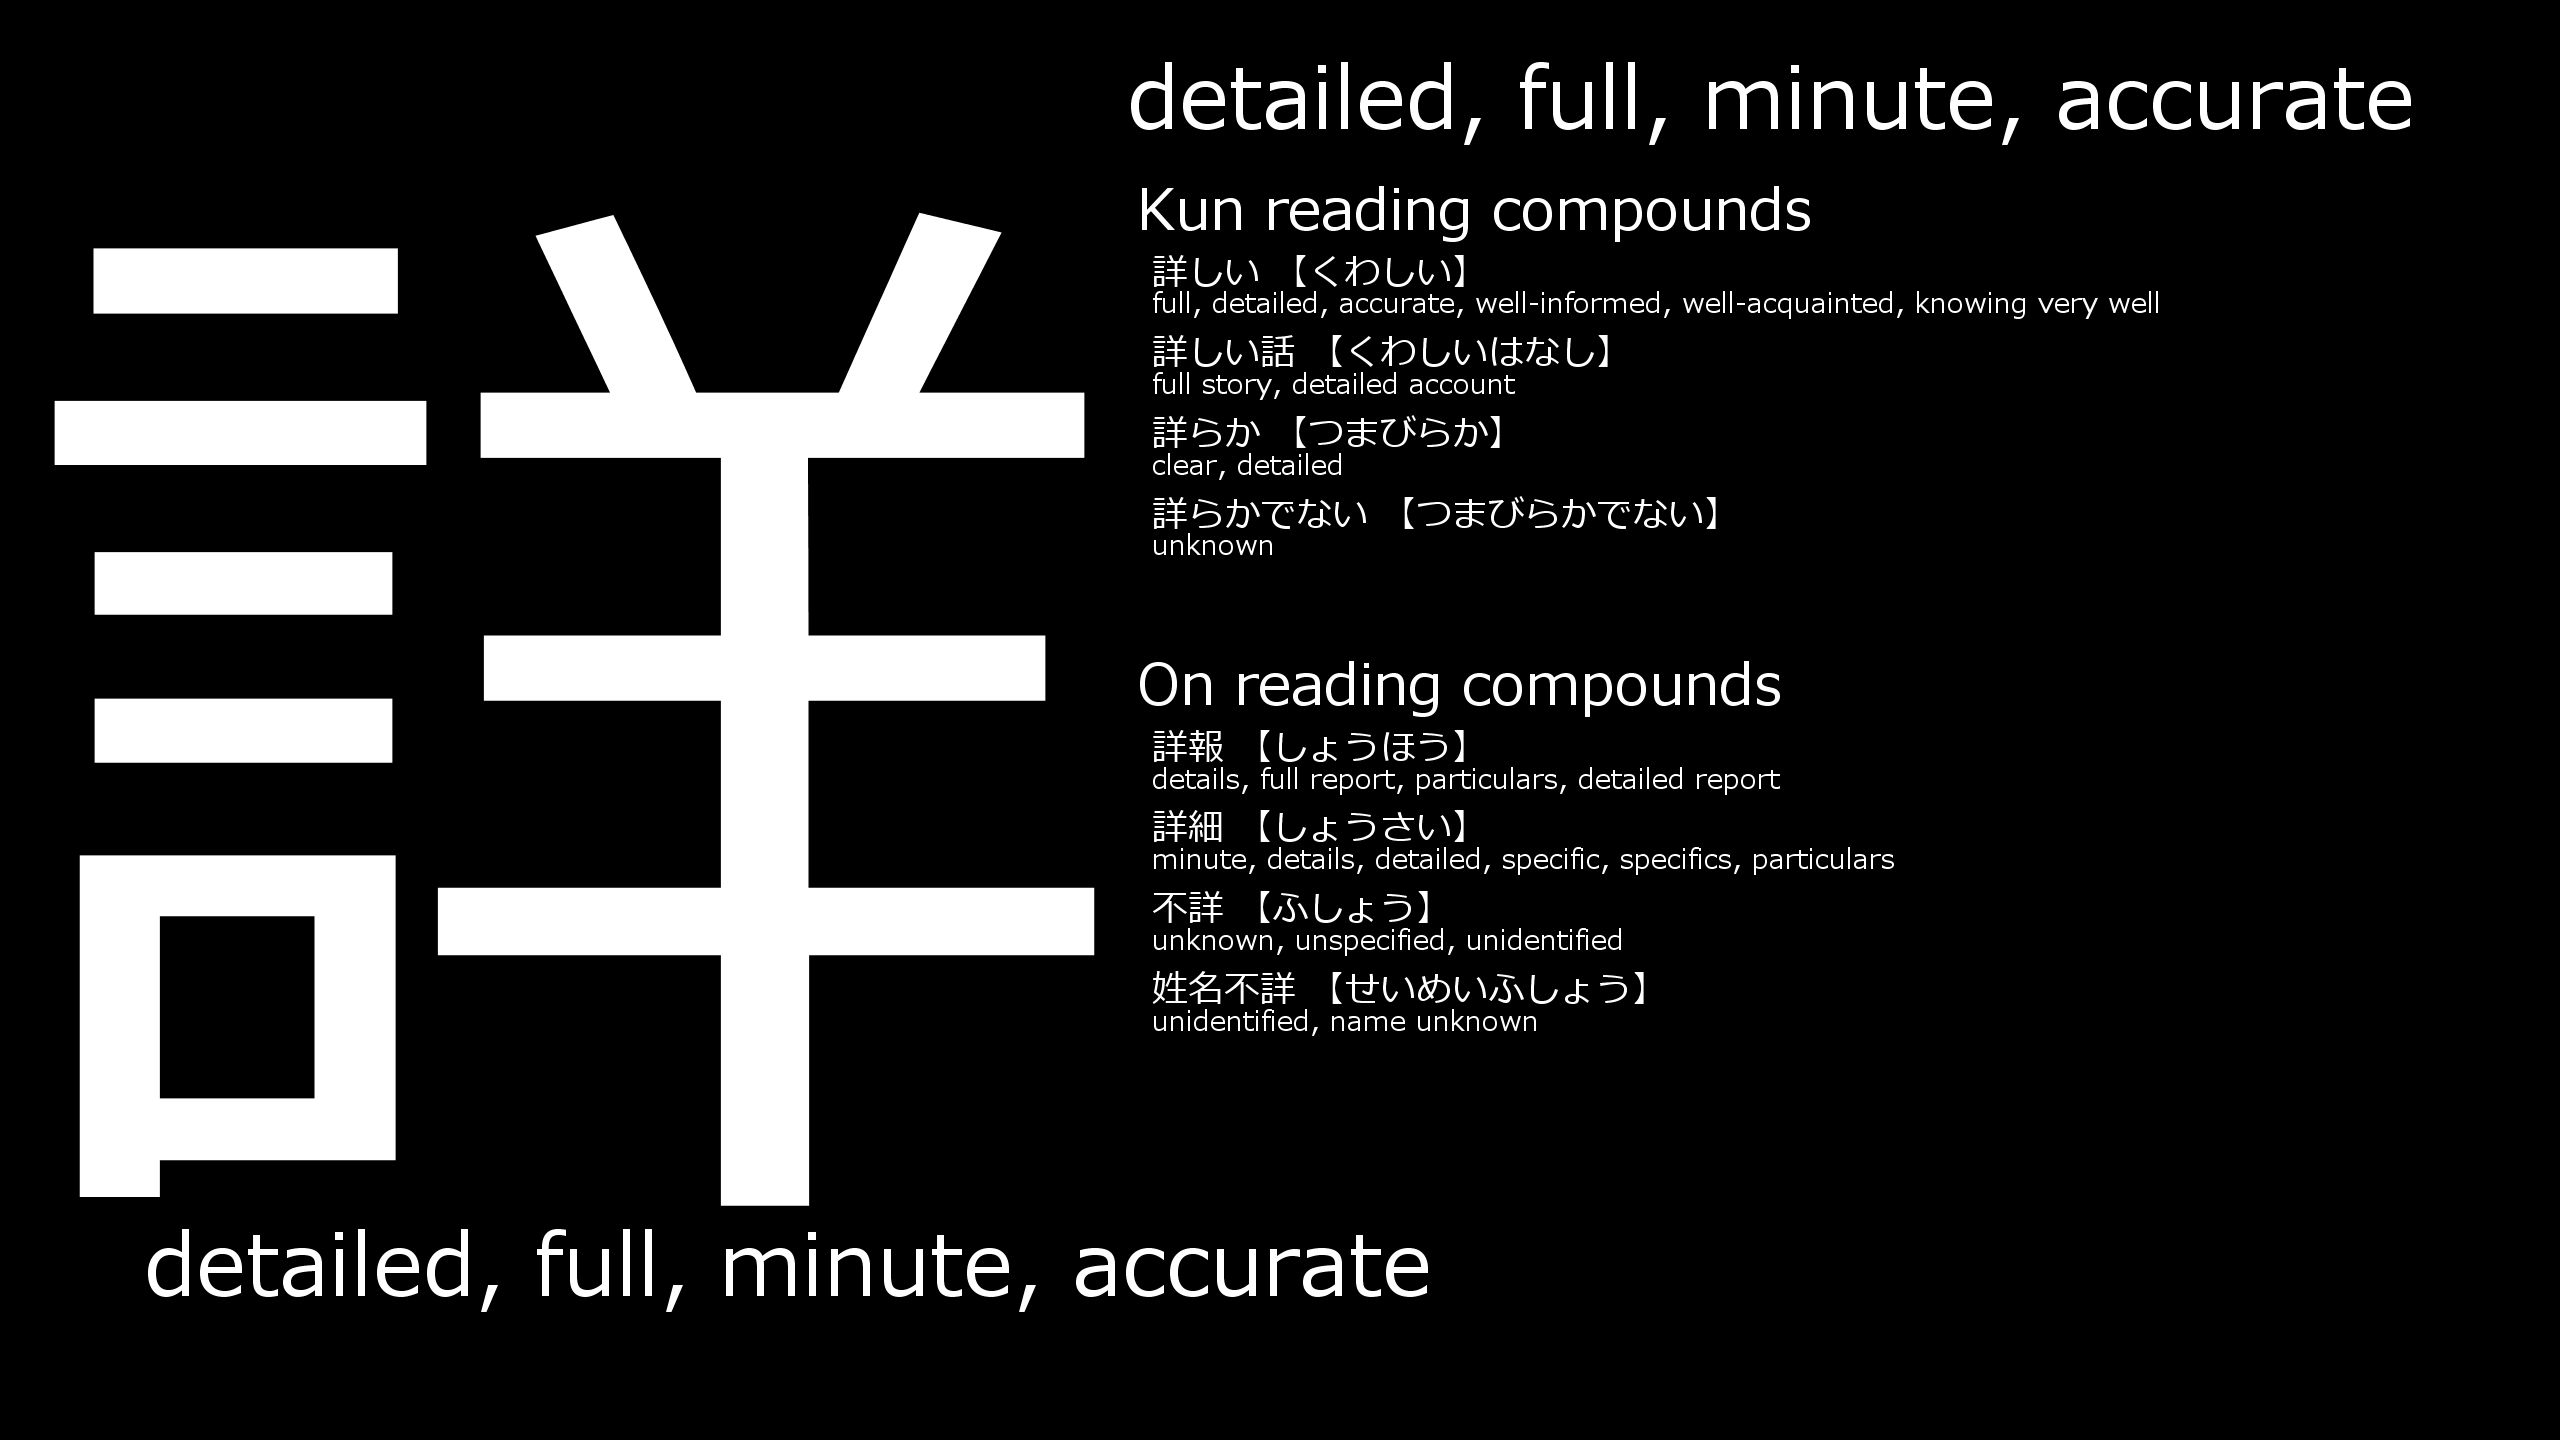 詳
detailed, full, minute, accurate
detailed, full, minute, accurate
Kun reading compounds
詳しい 【くわしい】
full, detailed, accurate, well-informed, well-acquainted, knowing very well
詳しい話 【くわしいはなし】
full story, detailed account
詳らか 【つまびらか】
clear, detailed
詳らかでない 【つまびらかでない】
unknown
On reading compounds
詳報 【しょうほう】
details, full report, particulars, detailed report
詳細 【しょうさい】
minute, details, detailed, specific, specifics, particulars
不詳 【ふしょう】
unknown, unspecified, unidentified
姓名不詳 【せいめいふしょう】
unidentified, name unknown